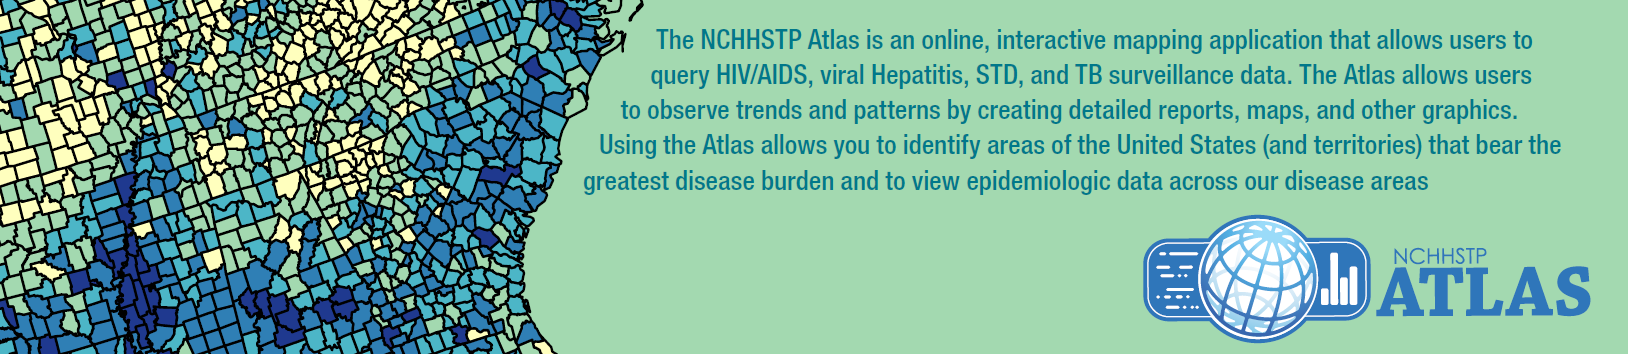 The NCHHSTP Atlas is an online, interactive mapping application that allows users to
query HIV/AIDS, viral Hepatitis, STD, and TB surveillance data. The Atlas allows users
to observe trends and patterns by creating detailed reports, maps, and other graphics.
Using the Atlas allows you to identify areas of the United States (and territories) that bear the
greatest disease burden and to view epidemiologic data across our disease areas
NCHHSTP
ATLAS